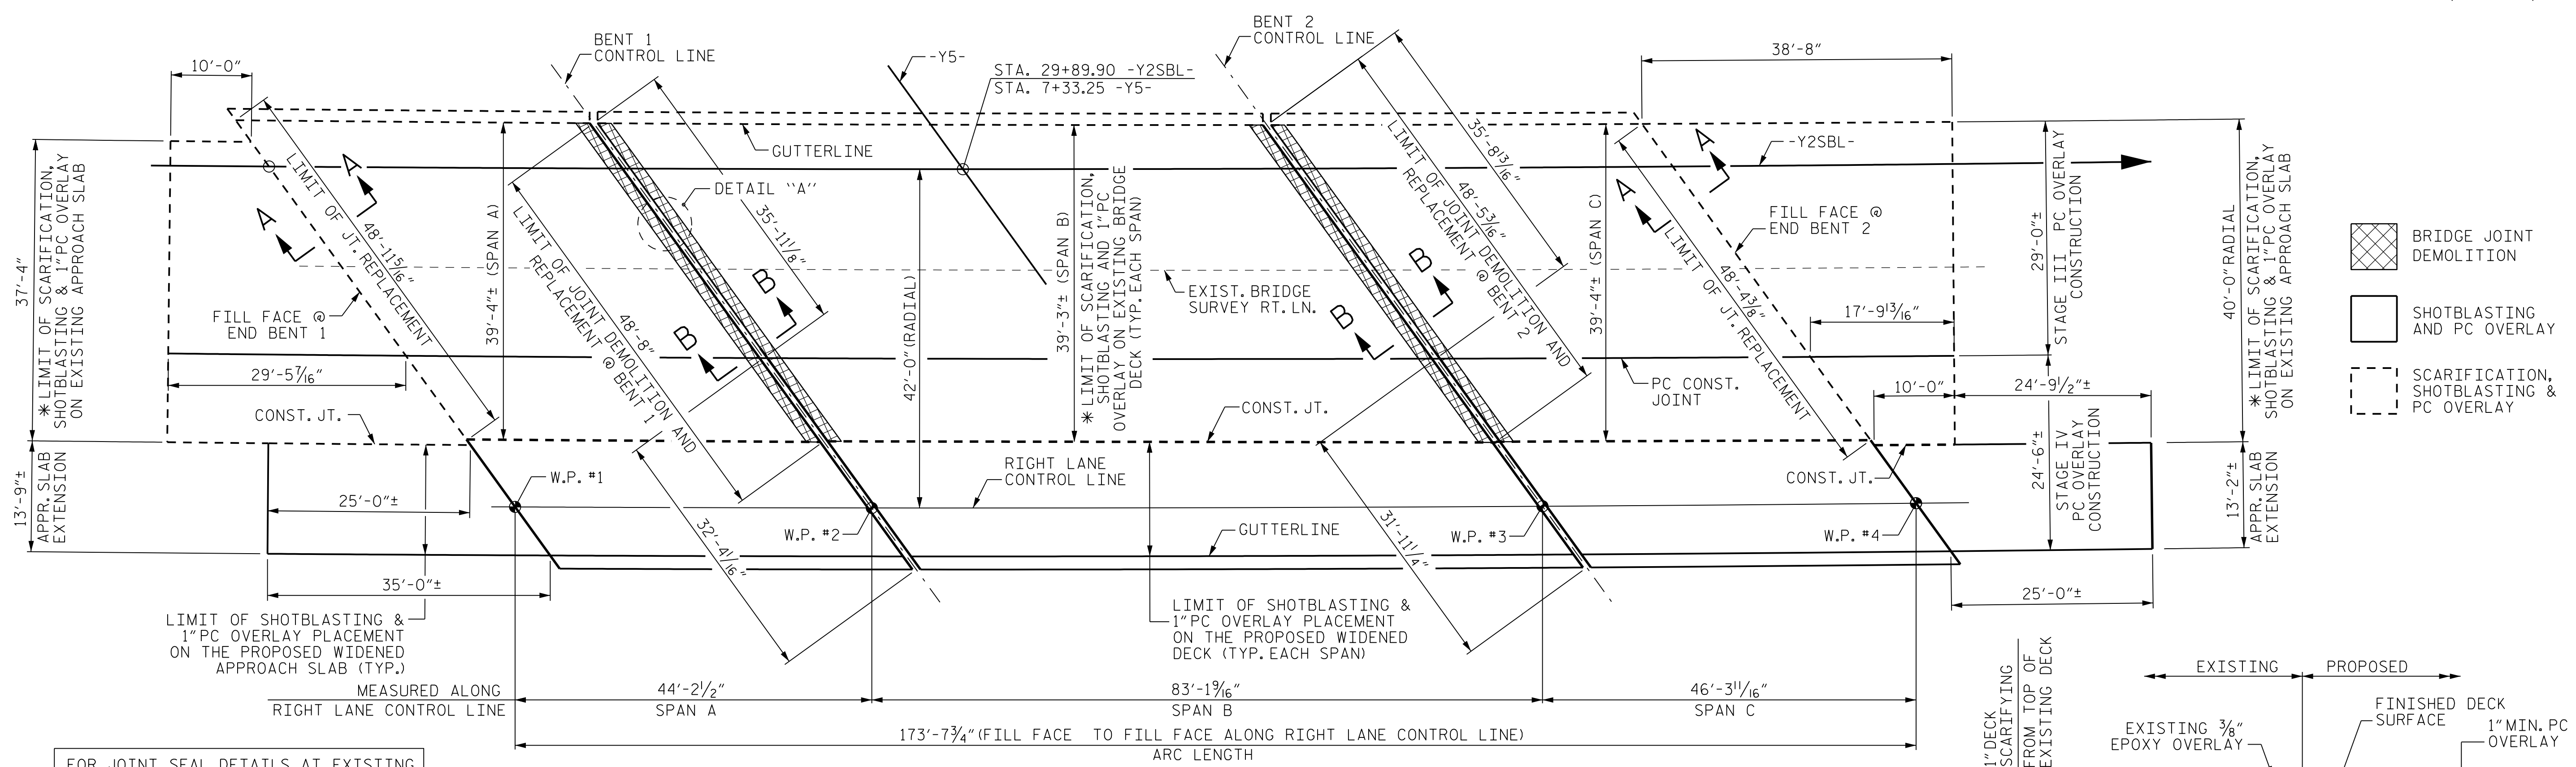 BENT 1
CONTROL LINE
-Y5-
STA. 29+89.90 -Y2SBL-
STA. 7+33.25 -Y5-
BENT 2
CONTROL LINE
10'-0"
38'-8"
GUTTERLINE
-Y2SBL-
DETAIL "A"
A
A
A
A
B
B
B
B
37'-4"
*LIMIT OF SCARIFICATION,
SHOTBLASTING & 1"PC OVERLAY
ON EXISTING APPROACH SLAB
LIMIT OF JT. REPLACEMENT
48'-11 5/16"
FILL FACE @
END BENT 1
39'-4"± (SPAN A)
LIMIT OF JOINT DEMOLITION AND
REPLACEMENT @ BENT 1
48'-8"
35'-11 1/8"
42'-0"(RADIAL)
39'-3"± (SPAN B)
*LIMIT OF SCARIFICATION,
SHOTBLASTING AND 1"PC
OVERLAY ON EXISTING BRIDGE
DECK (TYP. EACH SPAN)
EXIST. BRIDGE
SURVEY RT. LN.
35'-8 13/16"
LIMIT OF JOINT DEMOLITION AND
REPLACEMENT @ BENT 2
48'-5 3/16"
39'-4"± (SPAN C)
LIMIT OF JT. REPLACEMENT
48'-4 3/8"
FILL FACE @
END BENT 2
17'-9 13/16"
29'-0"±
STAGE III PC OVERLAY
CONSTRUCTION
40'-0"RADIAL
*LIMIT OF SCARIFICATION,
SHOTBLASTING & 1"PC OVERLAY
ON EXISTING APPROACH SLAB
BRIDGE JOINT
DEMOLITION
SHOTBLASTING
AND PC OVERLAY
SCARIFICATION,
SHOTBLASTING &
PC OVERLAY
29'-5 7/16"
CONST. JT.
CONST. JT.
PC CONST.
JOINT
10'-0"
24'-9 1/2"±
13'-9"±
APPR. SLAB
EXTENSION
25'-0"±
W.P. #1
RIGHT LANE
CONTROL LINE
W.P. #2
GUTTERLINE
W.P. #3
CONST. JT.
W.P. #4
24'-6"±
STAGE IV
PC OVERLAY
CONSTRUCTION
13'-2"±
APPR. SLAB
EXTENSION
32'-4 1/16"
31'-11 1/4"
35'-0"±
25'-0"±
LIMIT OF SHOTBLASTING &
1"PC OVERLAY PLACEMENT
ON THE PROPOSED WIDENED
APPROACH SLAB (TYP.)
LIMIT OF SHOTBLASTING &
1"PC OVERLAY PLACEMENT
ON THE PROPOSED WIDENED
DECK (TYP. EACH SPAN)
MEASURED ALONG
RIGHT LANE CONTROL LINE
44'-2 1/2"
SPAN A
83'-1 9/16"
SPAN B
46'-3 11/16"
SPAN C
173'-7 3/4"(FILL FACE TO FILL FACE ALONG RIGHT LANE CONTROL LINE)
ARC LENGTH
FOR JOINT SEAL DETAILS AT EXISTING
1"DECK
SCARIFYING
FROM TOP OF
EXISTING DECK
EXISTING
PROPOSED
FINISHED DECK
SURFACE
EXISTING 3/8"
EPOXY OVERLAY
1"MIN. PC
OVERLAY